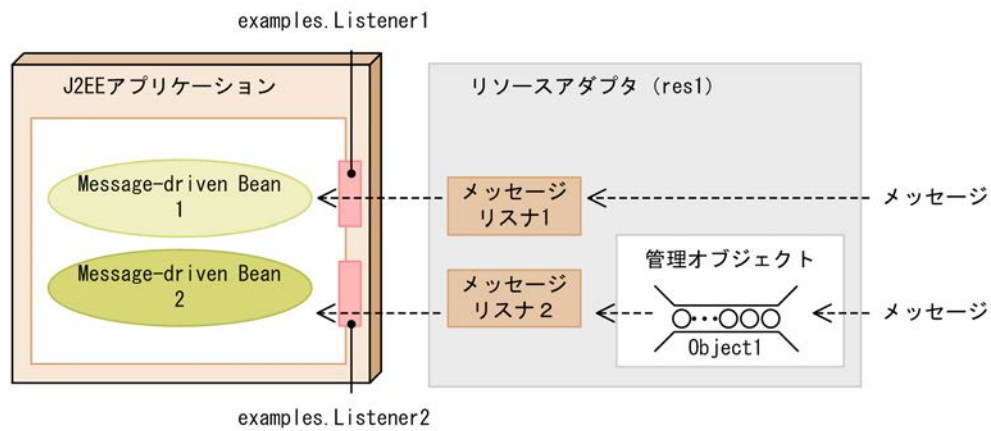 examples.Listener1
J2EEアプリケーション
リソースアダプタ (res1)
Message-driven Bean
1
メッセージ
リスナ1
メッセージ
管理オブジェクト
Message-driven Bean
2
メッセージ
リスナ２
メッセージ
Object1
examples.Listener2